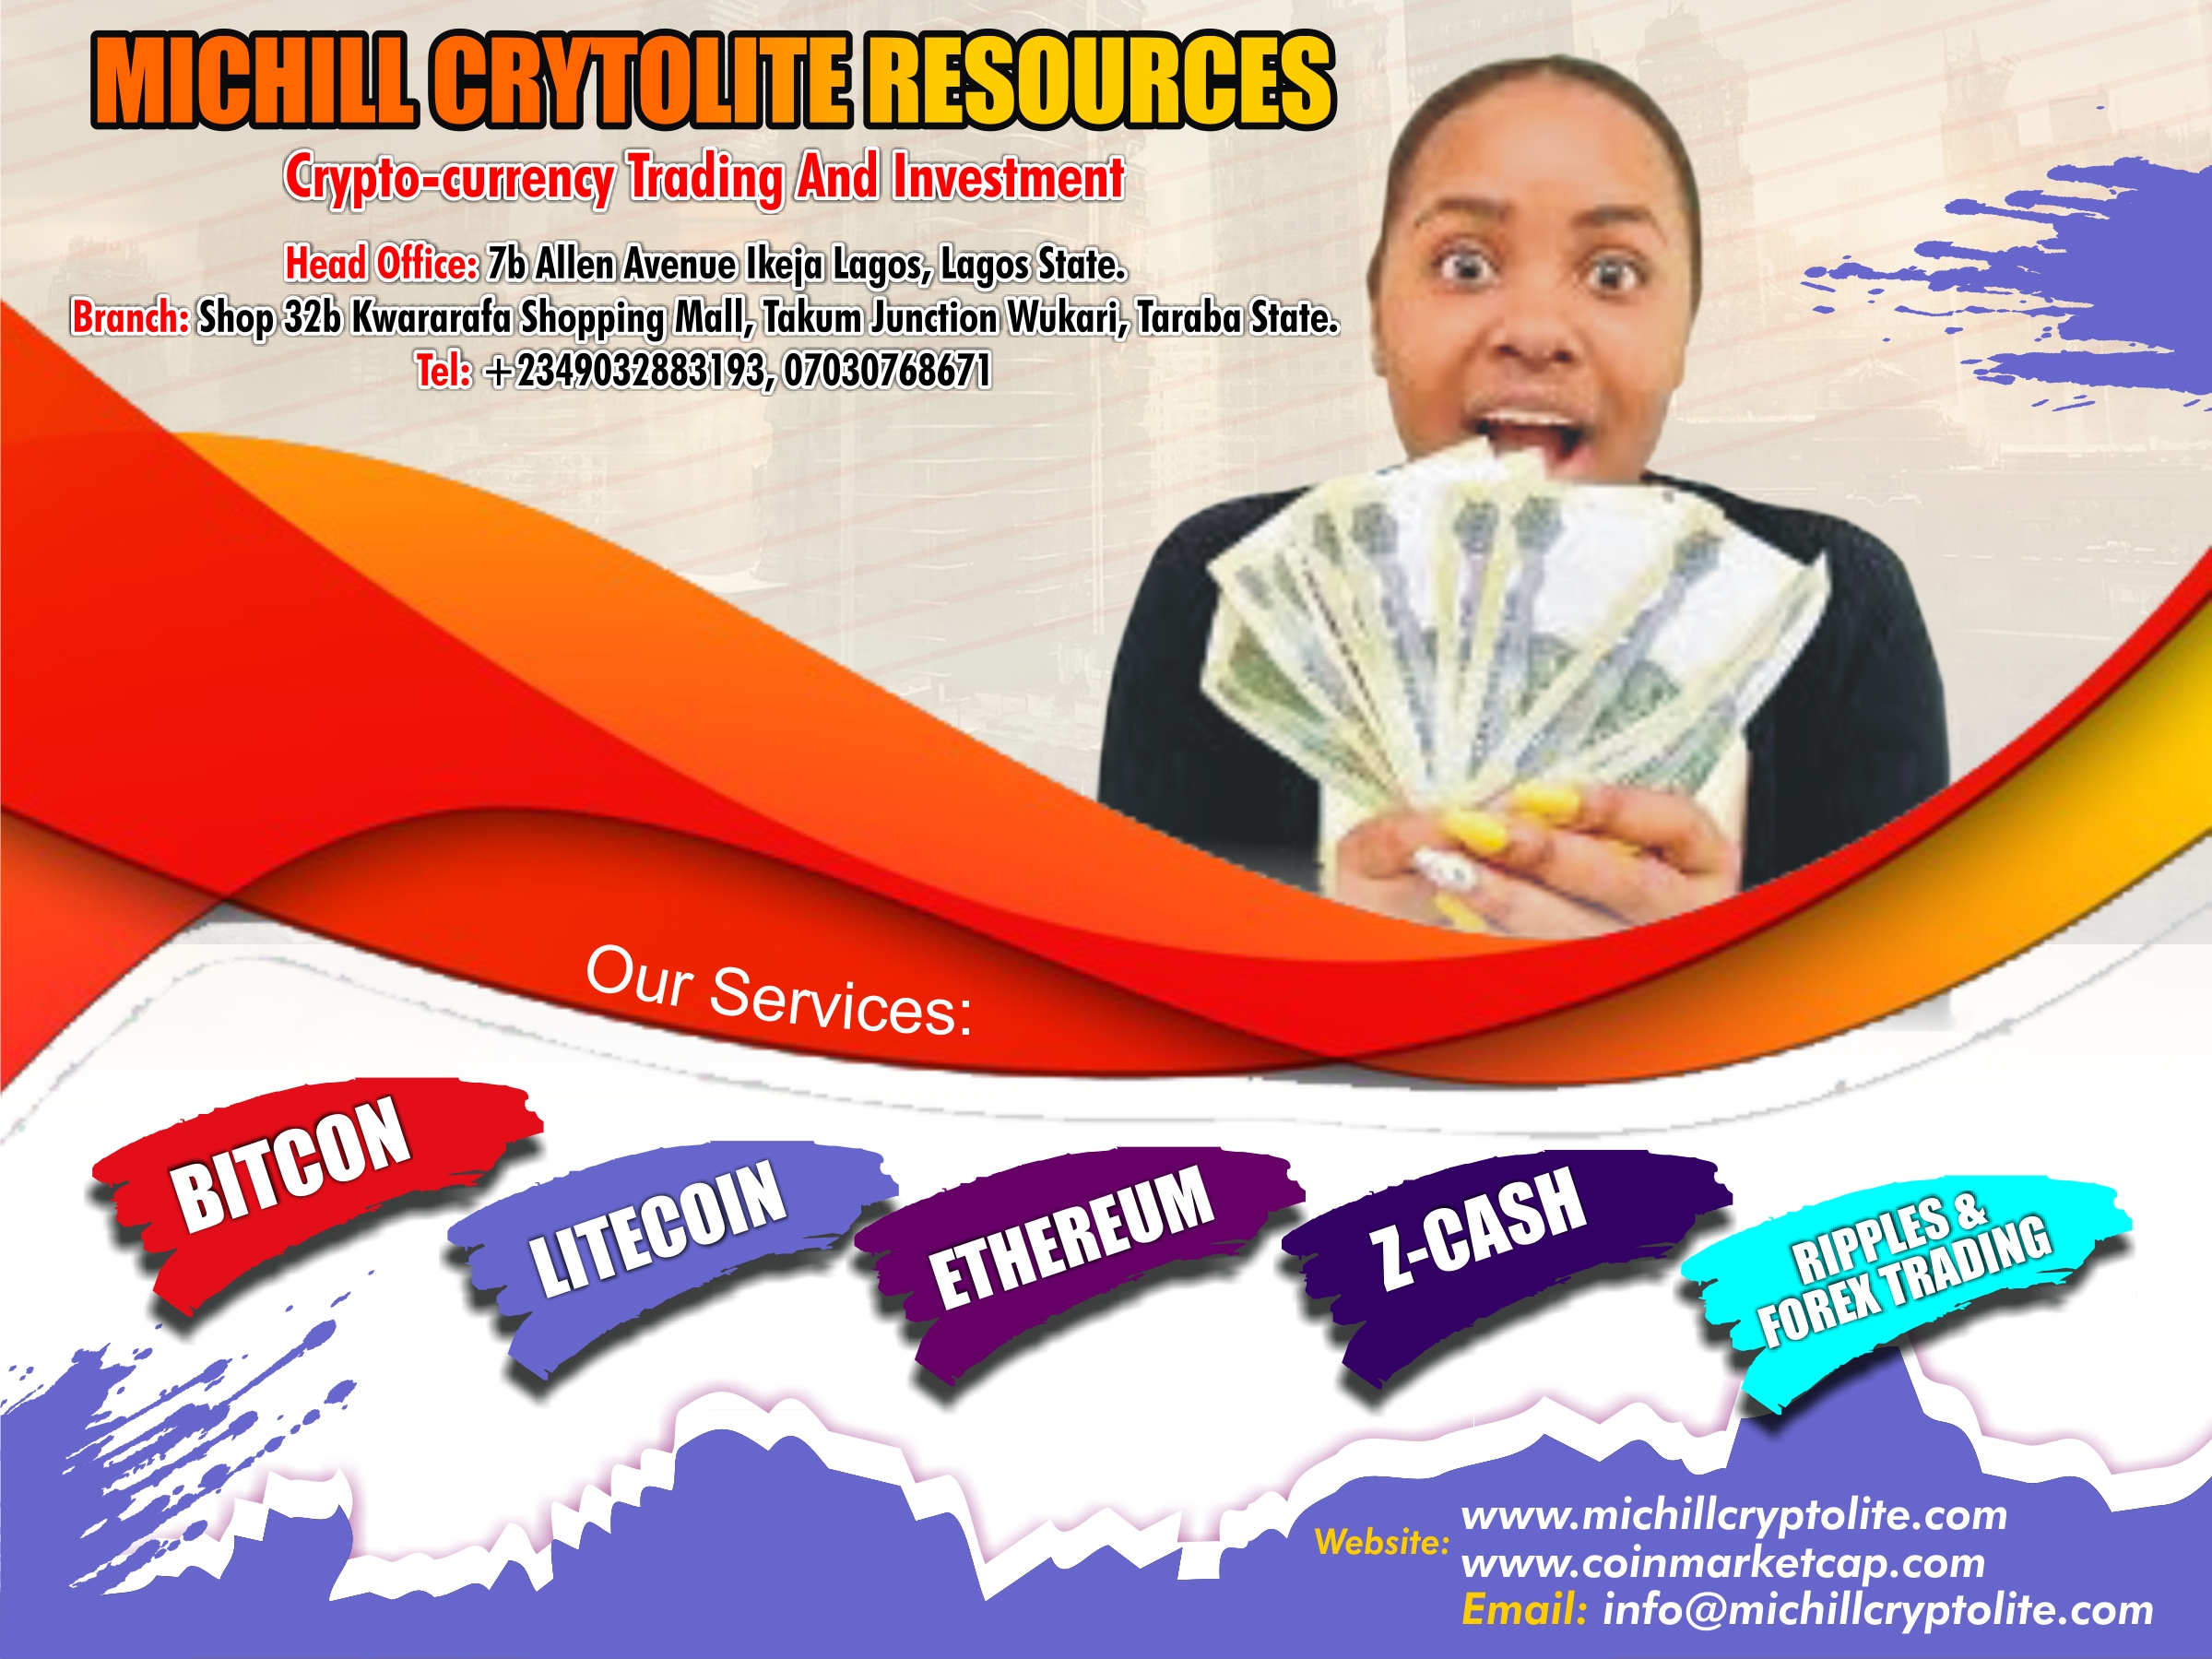 MICHILL CRYTOLITE RESOURCES
Crypto-currency Trading And Investment
Head Office: 7b Allen Avenue Ikeja Lagos, Lagos State.
Branch: Shop 32b Kwararafa Shopping Mall, Takum Junction Wukari, Taraba State.
Tel: +2349032883193, 07030768671
Our Services:
BITCON
LITECOIN
ETHEREUM
Z-CASH
RIPPLES &
FOREX TRADING
Website: www.michillcryptolite.com
www.coinmarketcap.com
Email: info@michillcryptolite.com